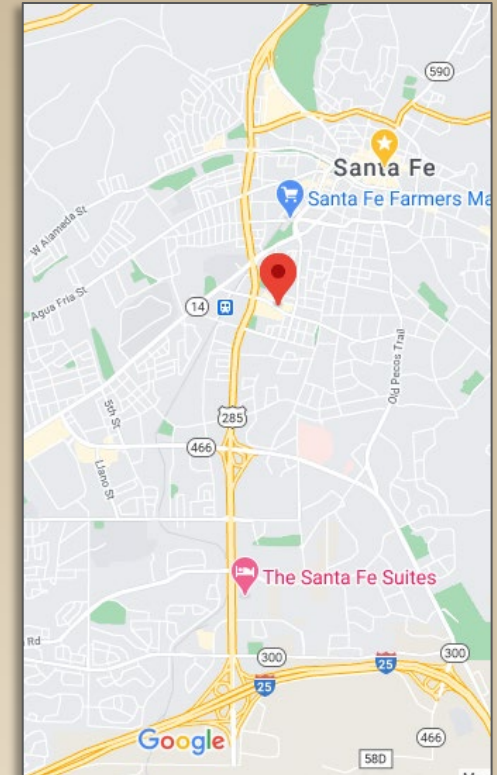 590
Santa Fe
Santa Fe Farmers Ma
W Alameda St
Agua Fria St
14
Old Pecos Trail
5th St
285
466
Llano St
The Santa Fe Suites
Rd
300
300
25
25
Google
466
58D